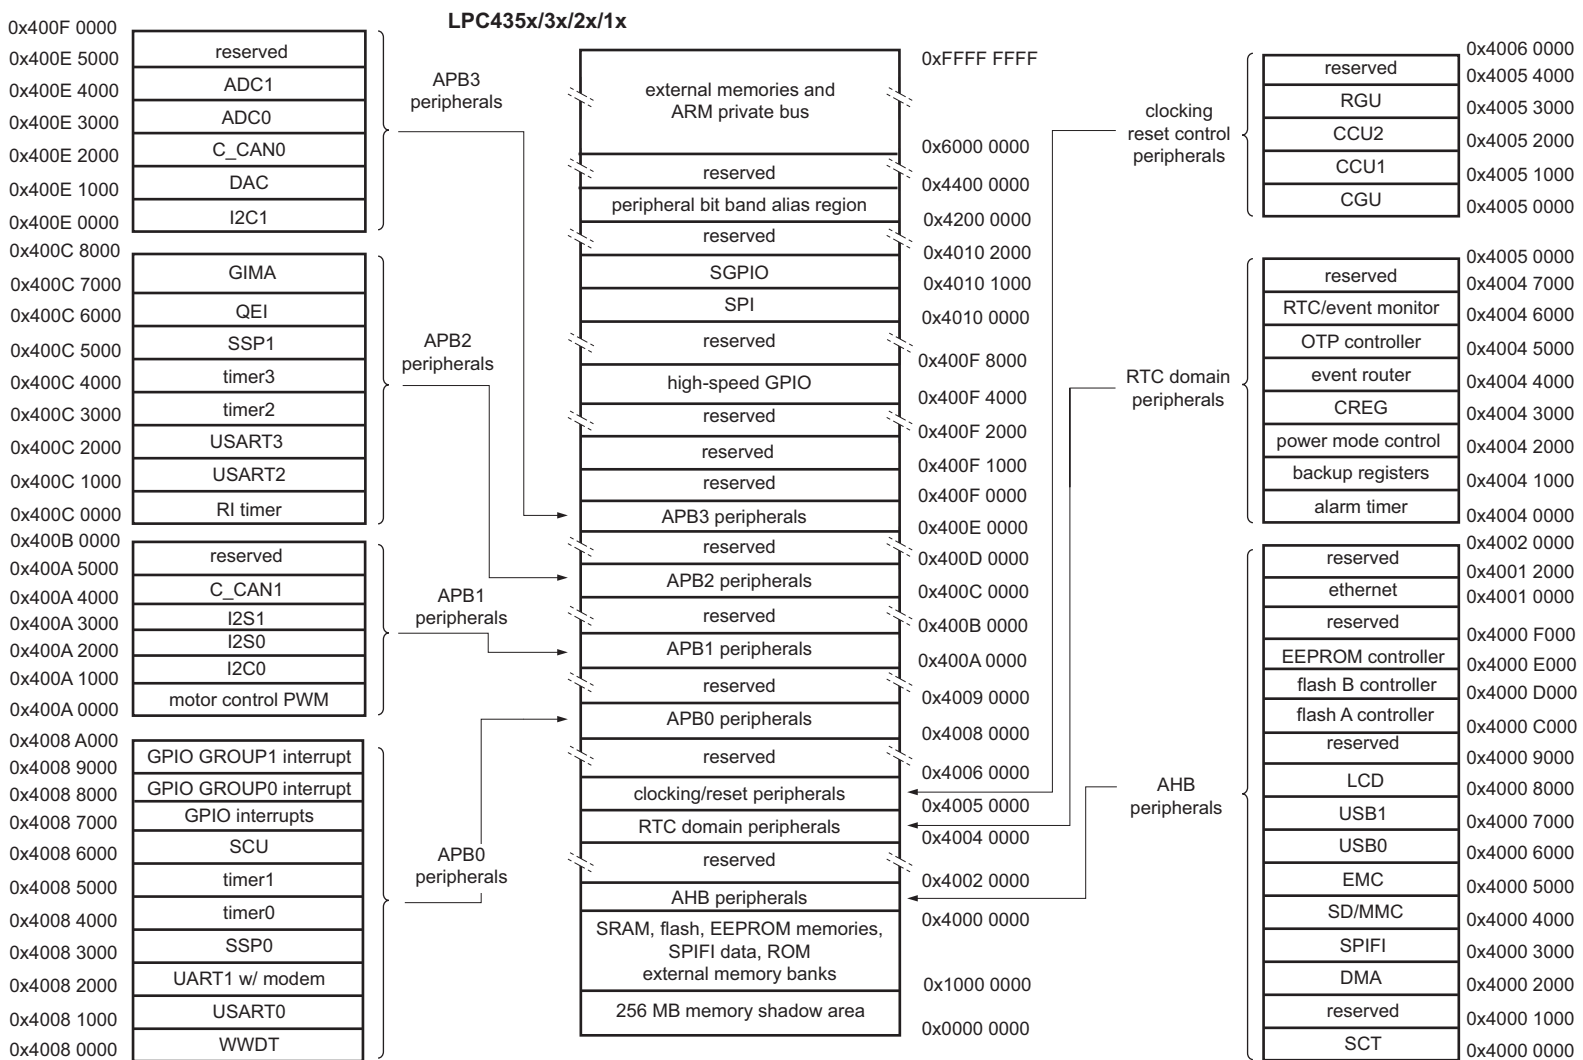 LPC435x/3x/2x/1x
0x400F 0000
reserved
0x400E 5000
ADC1
0x400E 4000
ADC0
0x400E 3000
C_CAN0
0x400E 2000
DAC
0x400E 1000
I2C1
0x400E 0000
APB3
peripherals
0x400C 8000
GIMA
0x400C 7000
QEI
0x400C 6000
SSP1
0x400C 5000
timer3
0x400C 4000
timer2
0x400C 3000
USART3
0x400C 2000
USART2
0x400C 1000
RI timer
0x400C 0000
APB2
peripherals
0x400B 0000
reserved
0x400A 5000
C_CAN1
0x400A 4000
I2S1
0x400A 3000
I2S0
0x400A 2000
I2C0
0x400A 1000
motor control PWM
0x400A 0000
APB1
peripherals
0x4008 A000
GPIO GROUP1 interrupt
0x4008 9000
GPIO GROUP0 interrupt
0x4008 8000
GPIO interrupts
0x4008 7000
SCU
0x4008 6000
timer1
0x4008 5000
timer0
0x4008 4000
SSP0
0x4008 3000
UART1 w/ modem
0x4008 2000
USART0
0x4008 1000
WWDT
0x4008 0000
APB0
peripherals
0xFFFF FFFF
external memories and
ARM private bus
0x6000 0000
reserved
0x4400 0000
peripheral bit band alias region
0x4200 0000
reserved
0x4010 2000
SGPIO
0x4010 1000
SPI
0x4010 0000
reserved
0x400F 8000
high-speed GPIO
0x400F 4000
reserved
0x400F 2000
reserved
0x400F 1000
reserved
0x400F 0000
APB3 peripherals
0x400E 0000
reserved
0x400D 0000
APB2 peripherals
0x400C 0000
reserved
0x400B 0000
APB1 peripherals
0x400A 0000
reserved
0x4009 0000
APB0 peripherals
0x4008 0000
reserved
0x4006 0000
clocking/reset peripherals
0x4005 0000
RTC domain peripherals
0x4004 0000
reserved
0x4002 0000
AHB peripherals
0x4000 0000
SRAM, flash, EEPROM memories,
SPIFI data, ROM
external memory banks
0x1000 0000
256 MB memory shadow area
0x0000 0000
clocking
reset control
peripherals
0x4006 0000
reserved
0x4005 4000
RGU
0x4005 3000
CCU2
0x4005 2000
CCU1
0x4005 1000
CGU
0x4005 0000
RTC domain
peripherals
0x4005 0000
reserved
0x4004 7000
RTC/event monitor
0x4004 6000
OTP controller
0x4004 5000
event router
0x4004 4000
CREG
0x4004 3000
power mode control
0x4004 2000
backup registers
0x4004 1000
alarm timer
0x4004 0000
AHB
peripherals
0x4002 0000
reserved
0x4001 2000
ethernet
0x4001 0000
reserved
0x4000 F000
EEPROM controller
0x4000 E000
flash B controller
0x4000 D000
flash A controller
0x4000 C000
reserved
0x4000 9000
LCD
0x4000 8000
USB1
0x4000 7000
USB0
0x4000 6000
EMC
0x4000 5000
SD/MMC
0x4000 4000
SPIFI
0x4000 3000
DMA
0x4000 2000
reserved
0x4000 1000
SCT
0x4000 0000